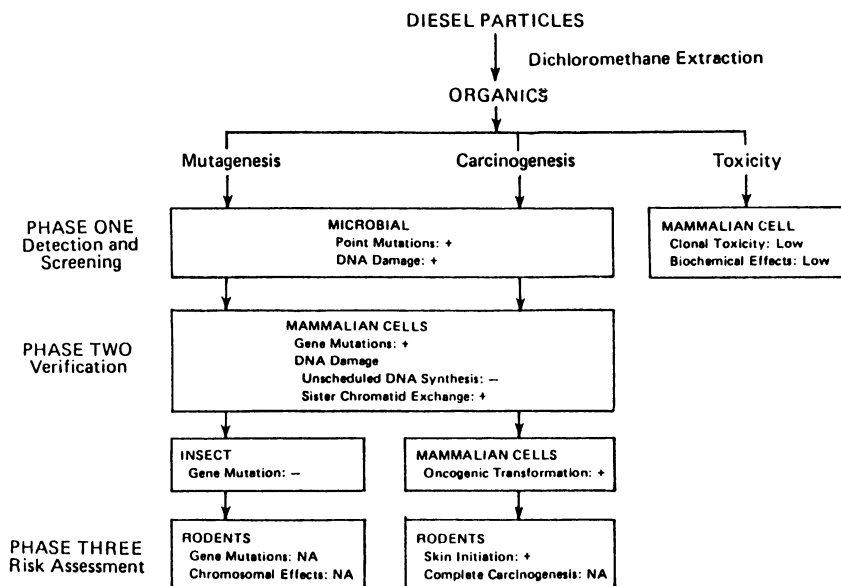 DIESEL PARTICLES
Dichloromethane Extraction
ORGANICS
Mutagenesis
Carcinogenesis
Toxicity
PHASE ONE
Detection and
Screening
MICROBIAL
Point Mutations: +
DNA Damage: +
MAMMALIAN CELL
Clonal Toxicity: Low
Biochemical Effects: Low
PHASE TWO
Verification
MAMMALIAN CELLS
Gene Mutations: +
DNA Damage
Unscheduled DNA Synthesis: –
Sister Chromatid Exchange: +
INSECT
Gene Mutation: –
MAMMALIAN CELLS
Oncogenic Transformation: +
PHASE THREE
Risk Assessment
RODENTS
Gene Mutations: NA
Chromosomal Effects: NA
RODENTS
Skin Initiation: +
Complete Carcinogenesis: NA